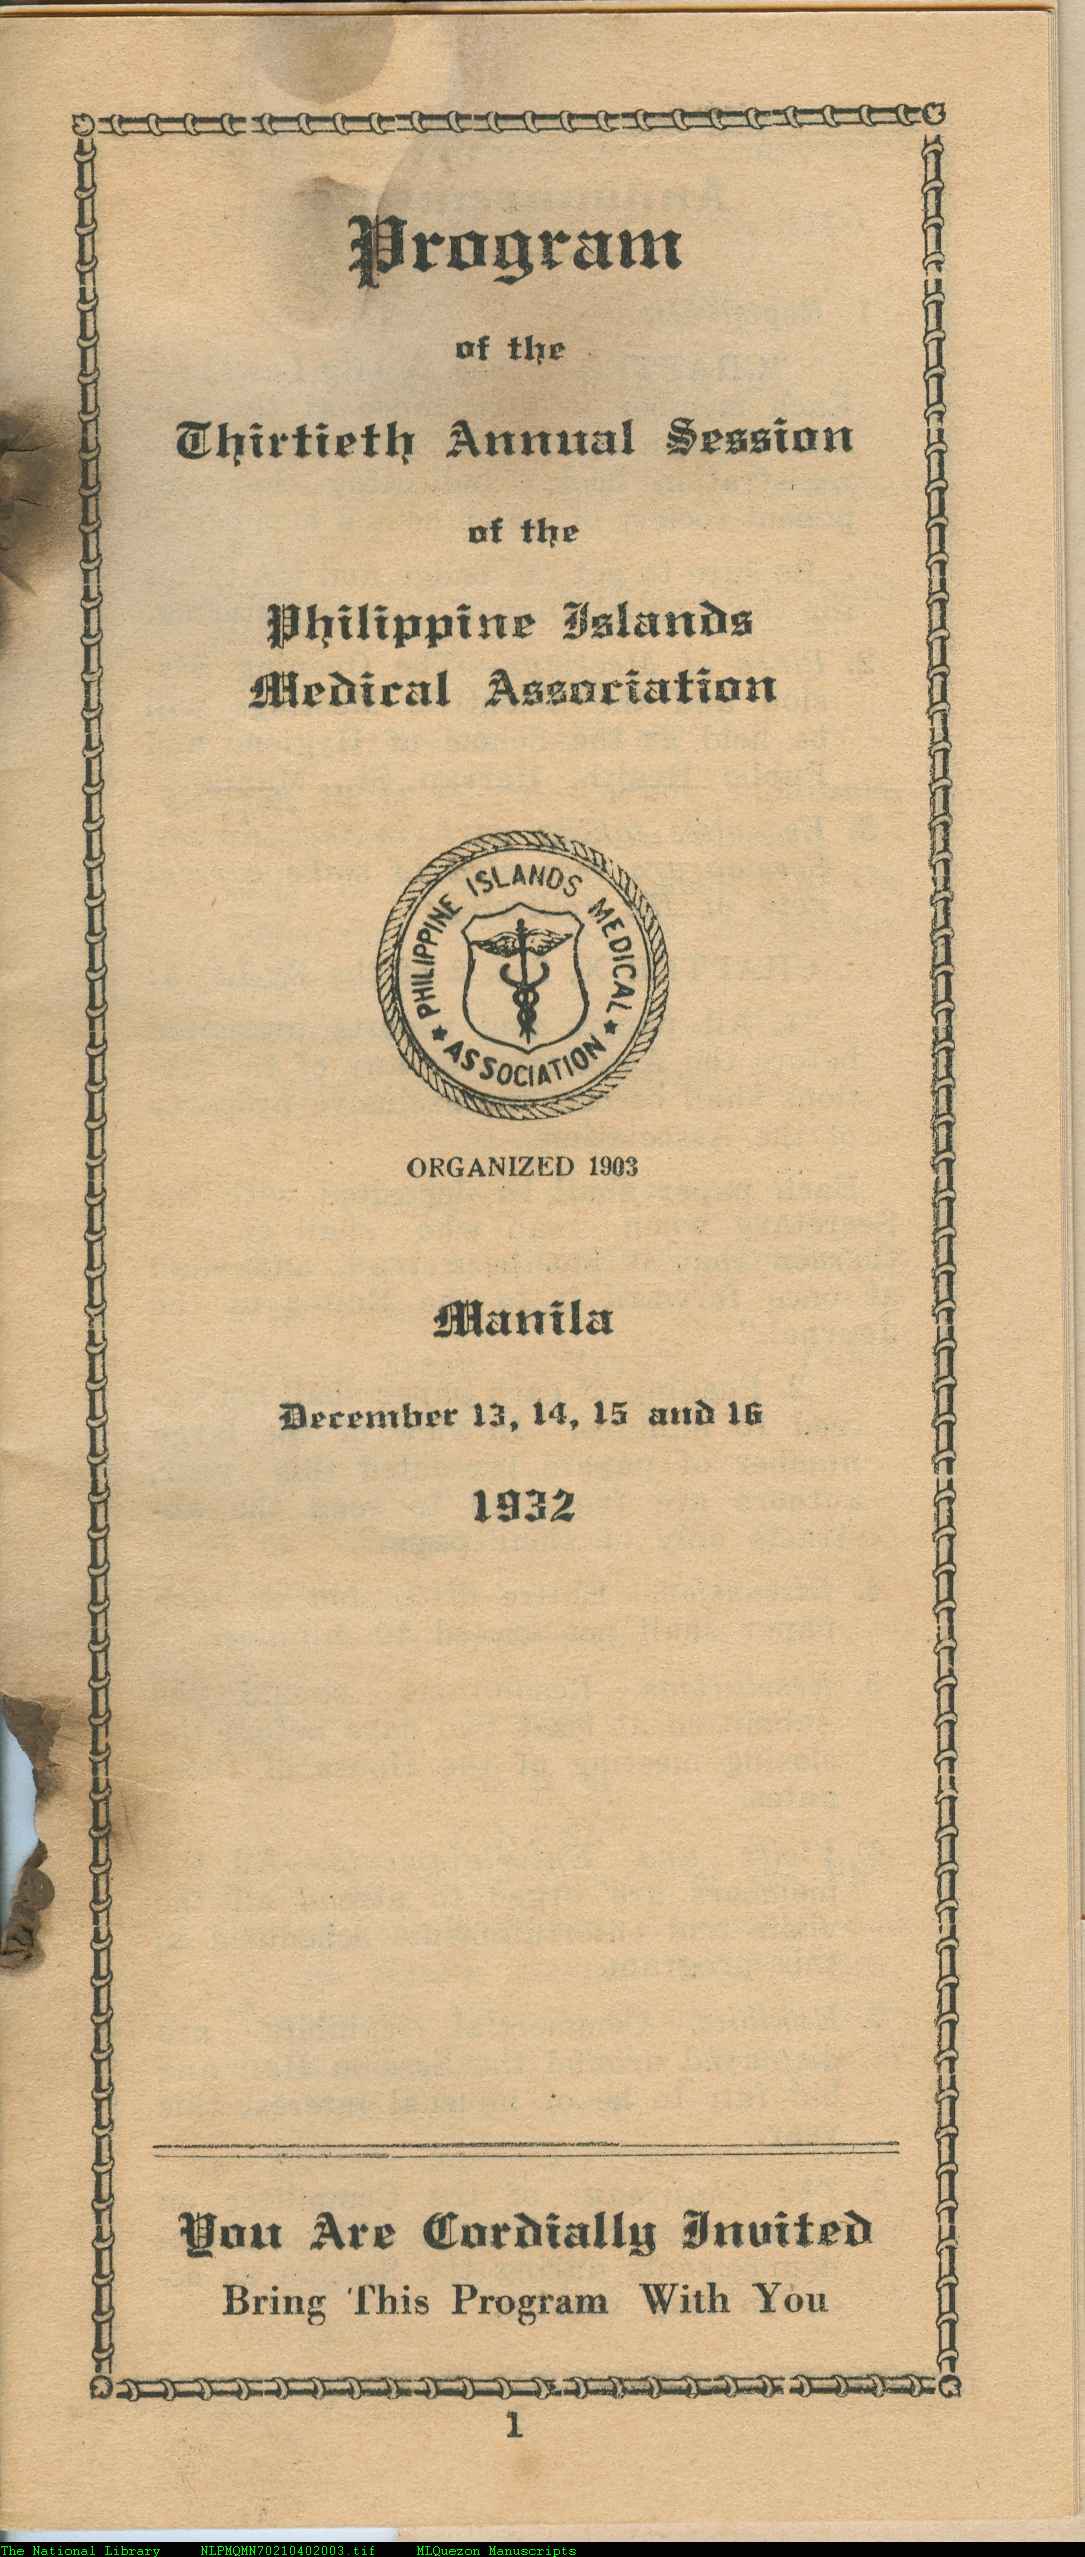 Program
of the
Thirtieth Annual Session
of the
Philippine Islands
Medical Association
PHILIPPINE ISLANDS MEDICAL
★ ASSOCIATION ★
ORGANIZED 1903
Manila
December 13, 14, 15 and 16
1932
You Are Cordially Invited
Bring This Program With You
1
The National Library NLPMQMN70210402003.tif MLQuezon Manuscripts